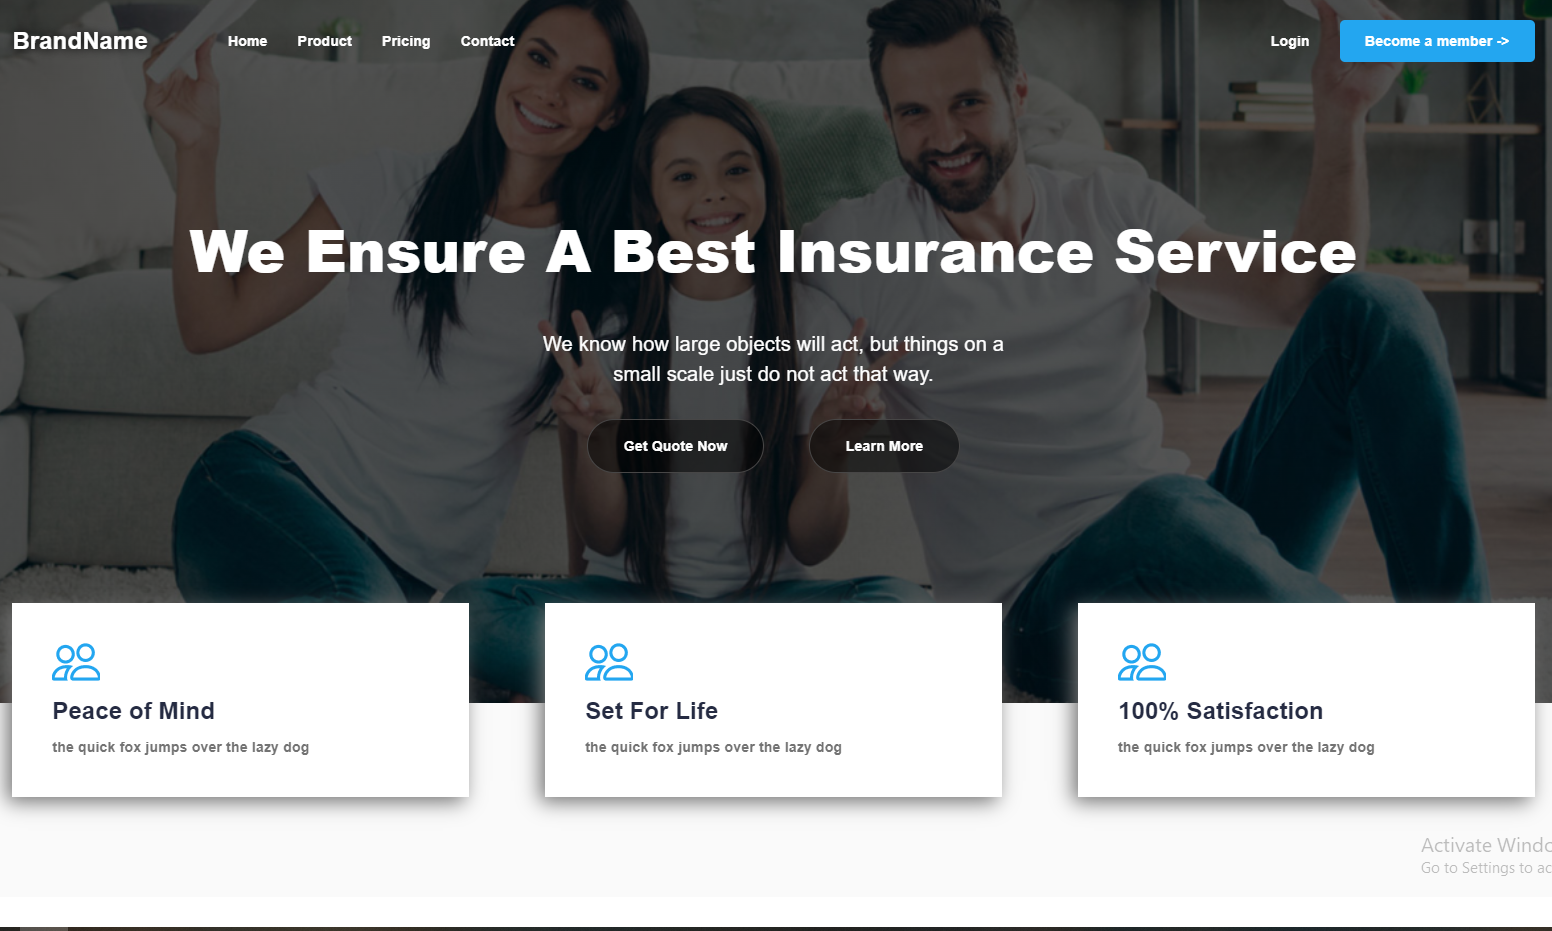 BrandName
Home
Product
Pricing
Contact
Login
Become a member ->
We Ensure A Best Insurance Service
We know how large objects will act, but things on a
small scale just do not act that way.
Get Quote Now
Learn More
Peace of Mind
the quick fox jumps over the lazy dog
Set For Life
the quick fox jumps over the lazy dog
100% Satisfaction
the quick fox jumps over the lazy dog
Activate Windo
Go to Settings to ac